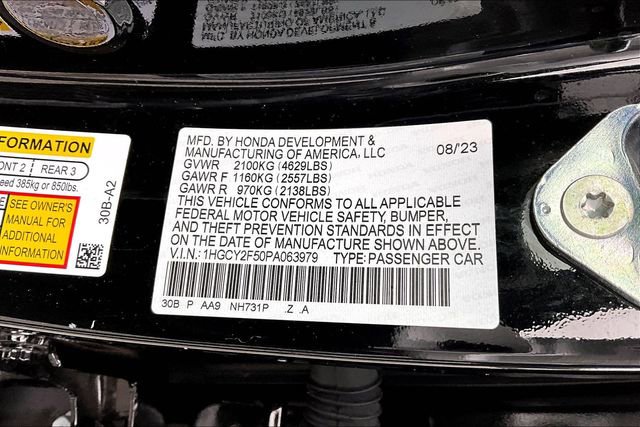 FORMATION
ONT 2 REAR 3
eed 385kg or 850lbs.
SEE OWNER'S
MANUAL FOR
ADDITIONAL
INFORMATION
30B-A2
MFD. BY HONDA DEVELOPMENT &
MANUFACTURING OF AMERICA, LLC 08/'23
GVWR 2100KG (4629LBS)
GAWR F 1160KG (2557LBS)
GAWR R 970KG (2138LBS)
THIS VEHICLE CONFORMS TO ALL APPLICABLE
FEDERAL MOTOR VEHICLE SAFETY, BUMPER,
AND THEFT PREVENTION STANDARDS IN EFFECT
ON THE DATE OF MANUFACTURE SHOWN ABOVE.
V.I.N.: 1HGCY2F50PA063979 TYPE: PASSENGER CAR
30B P AA9 NH731P .Z .A